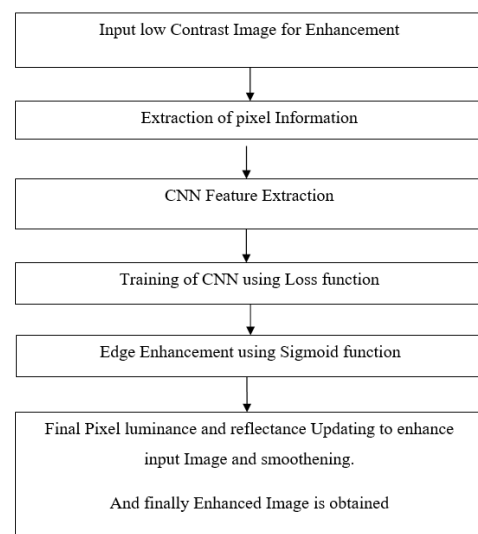 Input low Contrast Image for Enhancement
Extraction of pixel Information
CNN Feature Extraction
Training of CNN using Loss function
Edge Enhancement using Sigmoid function
Final Pixel luminance and reflectance Updating to enhance
input Image and smoothening.
And finally Enhanced Image is obtained